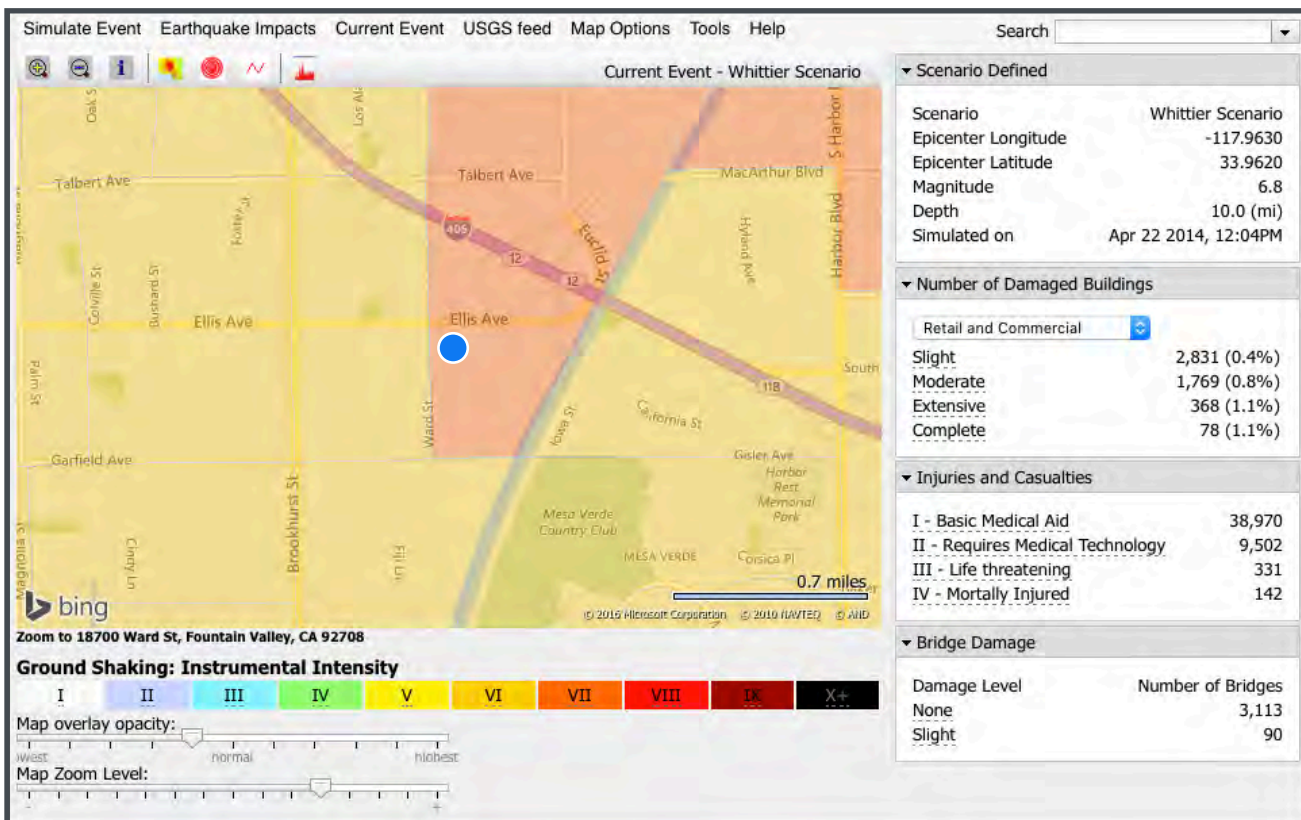 Simulate Event Earthquake Impacts Current Event USGS feed Map Options Tools Help
Search
Current Event - Whittier Scenario
Oak S
Los Ala
S Harbor
Talbert Ave
Talbert Ave
MacArthur Blvd
Foster
405
Euclid St
Hyland Ave
Harbor Blvd
12
12
Colville St
Bushard St
Ellis Ave
Ellis Ave
Palm St
South
118
Ward St
Iowa St
California St
Garfield Ave
Gisler Ave
Harbor
Rest
Memorial
Park
Brookhurst St
Mesa Verde
Country Club
Magnolia St
Cindy Ln
Fiji Ln
MESA VERDE
Corsica Pl
0.7 miles
bing
© 2016 Microsoft Corporation © 2010 NAVTEQ © AND
Zoom to 18700 Ward St, Fountain Valley, CA 92708
Ground Shaking: Instrumental Intensity
I II III IV V VI VII VIII IX X+
Map overlay opacity:
owest normal highest
Map Zoom Level:
- +
Scenario Defined
Scenario Whittier Scenario
Epicenter Longitude -117.9630
Epicenter Latitude 33.9620
Magnitude 6.8
Depth 10.0 (mi)
Simulated on Apr 22 2014, 12:04PM
Number of Damaged Buildings
Retail and Commercial
Slight 2,831 (0.4%)
Moderate 1,769 (0.8%)
Extensive 368 (1.1%)
Complete 78 (1.1%)
Injuries and Casualties
I - Basic Medical Aid 38,970
II - Requires Medical Technology 9,502
III - Life threatening 331
IV - Mortally Injured 142
Bridge Damage
Damage Level Number of Bridges
None 3,113
Slight 90